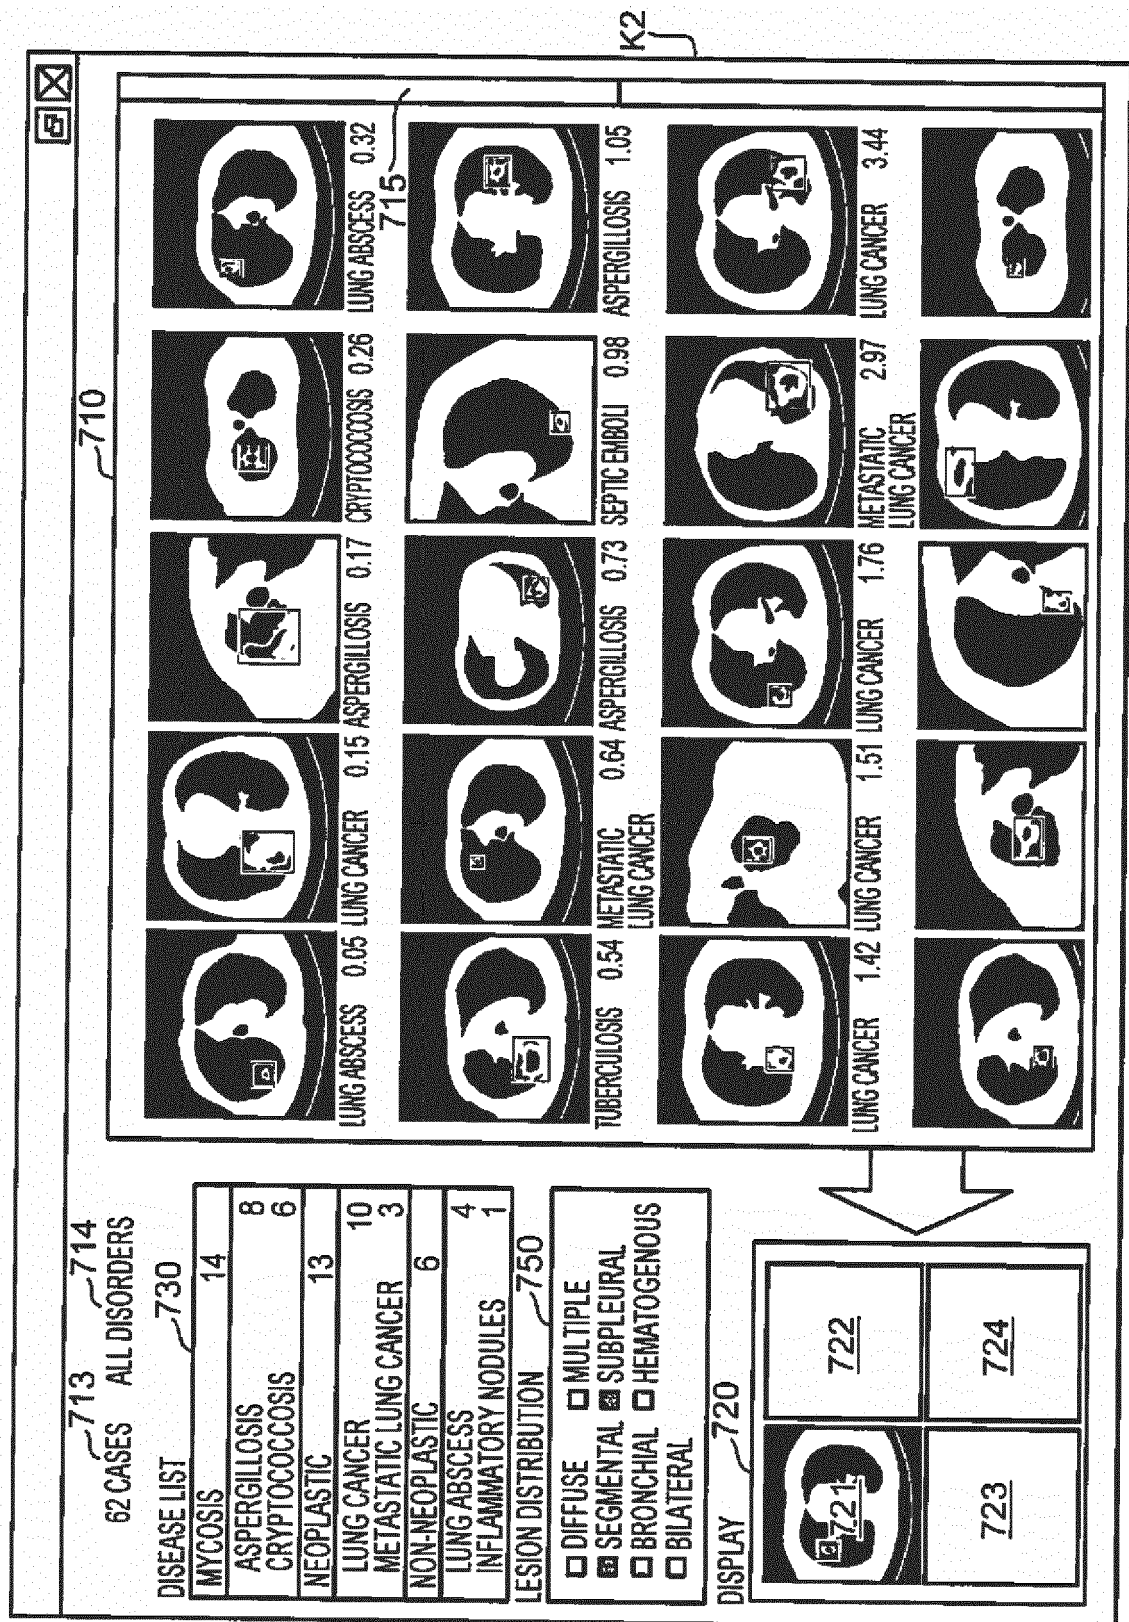 K2
713
62 CASES
714
ALL DISORDERS
710
DISEASE LIST
730
MYCOSIS 14
ASPERGILLOSIS 8
CRYPTOCOCCOSIS 6
NEOPLASTIC 13
LUNG CANCER 10
METASTATIC LUNG CANCER 3
NON-NEOPLASTIC 6
LUNG ABSCESS 4
INFLAMMATORY NODULES 1
LESION DISTRIBUTION
750
DIFFUSE MULTIPLE
SEGMENTAL SUBPLEURAL
BRONCHIAL HEMATOGENOUS
BILATERAL
DISPLAY
720
721
722
723
724
LUNG ABSCESS 0.05
LUNG CANCER 0.15
ASPERGILLOSIS 0.17
CRYPTOCOCCOSIS 0.26
LUNG ABSCESS 0.32
715
TUBERCULOSIS 0.54
METASTATIC 0.64
LUNG CANCER
ASPERGILLOSIS 0.73
SEPTIC EMBOLI 0.98
ASPERGILLOSIS 1.05
LUNG CANCER 1.42
LUNG CANCER 1.51
LUNG CANCER 1.76
METASTATIC 2.97
LUNG CANCER
LUNG CANCER 3.44